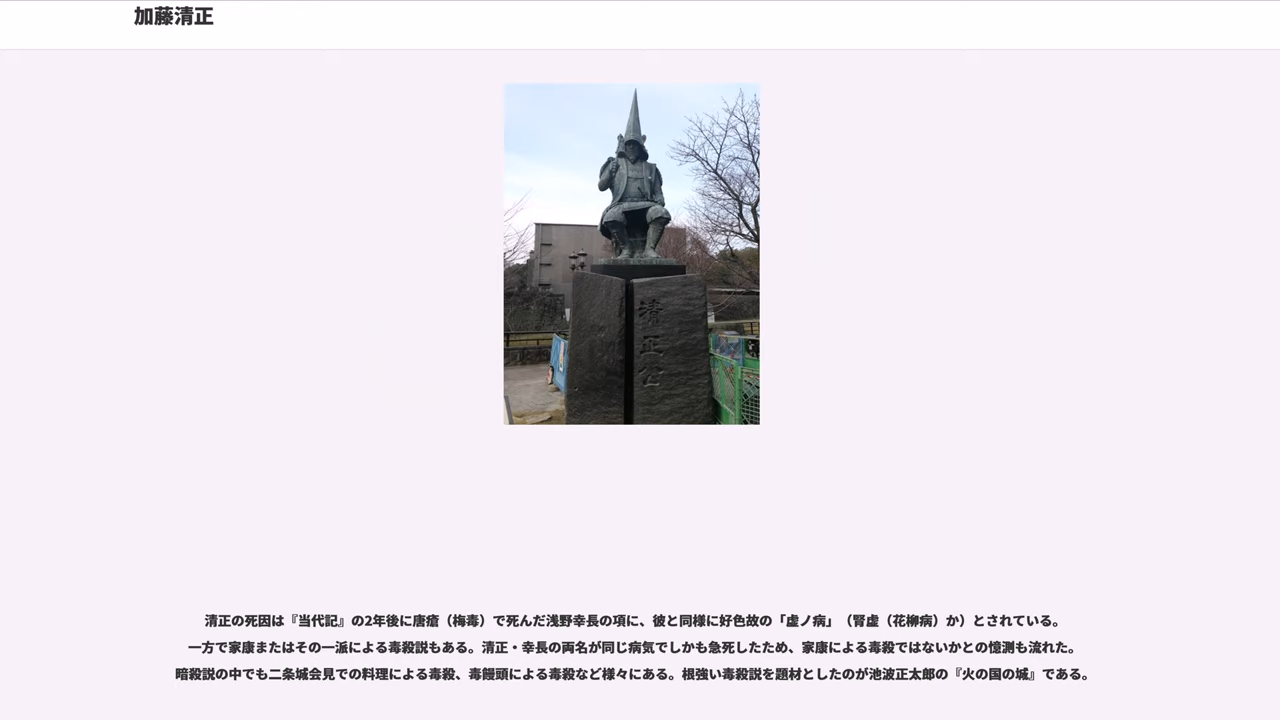 加藤清正
清正公
清正の死因は『当代記』の2年後に唐瘡（梅毒）で死んだ浅野幸長の項に、彼と同様に好色故の「虚ノ病」（腎虚（花柳病）か）とされている。
一方で家康またはその一派による毒殺説もある。清正・幸長の両名が同じ病気でしかも急死したため、家康による毒殺ではないかとの憶測も流れた。
暗殺説の中でも二条城会見での料理による毒殺、毒饅頭による毒殺など様々にある。根強い毒殺説を題材としたのが池波正太郎の『火の国の城』である。